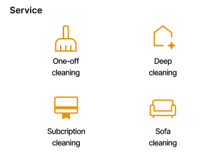 Service
One-off
cleaning
Deep
cleaning
Subcription
cleaning
Sofa
cleaning